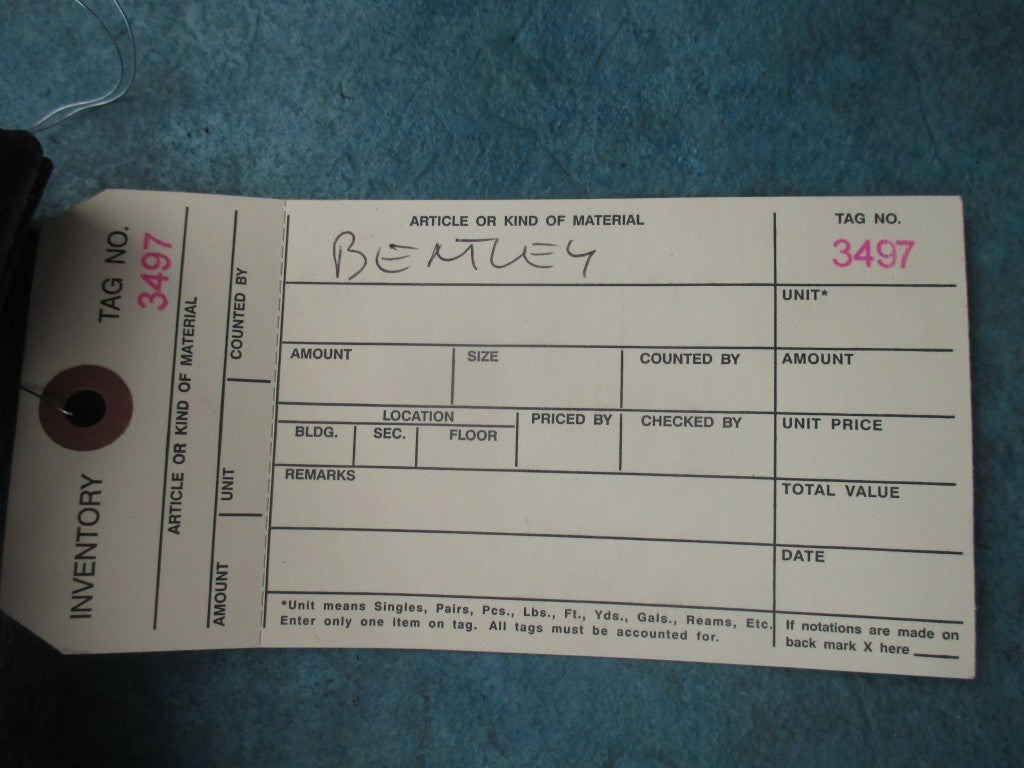 TAG NO.
3497
ARTICLE OR KIND OF MATERIAL
COUNTED BY
UNIT
AMOUNT
INVENTORY
ARTICLE OR KIND OF MATERIAL
BENTLEY
TAG NO.
3497
UNIT*
AMOUNT SIZE COUNTED BY AMOUNT
LOCATION PRICED BY CHECKED BY UNIT PRICE
BLDG. SEC. FLOOR
REMARKS
TOTAL VALUE
DATE
*Unit means Singles, Pairs, Pcs., Lbs., Ft., Yds., Gals., Reams, Etc.
Enter only one item on tag. All tags must be accounted for.
If notations are made on
back mark X here